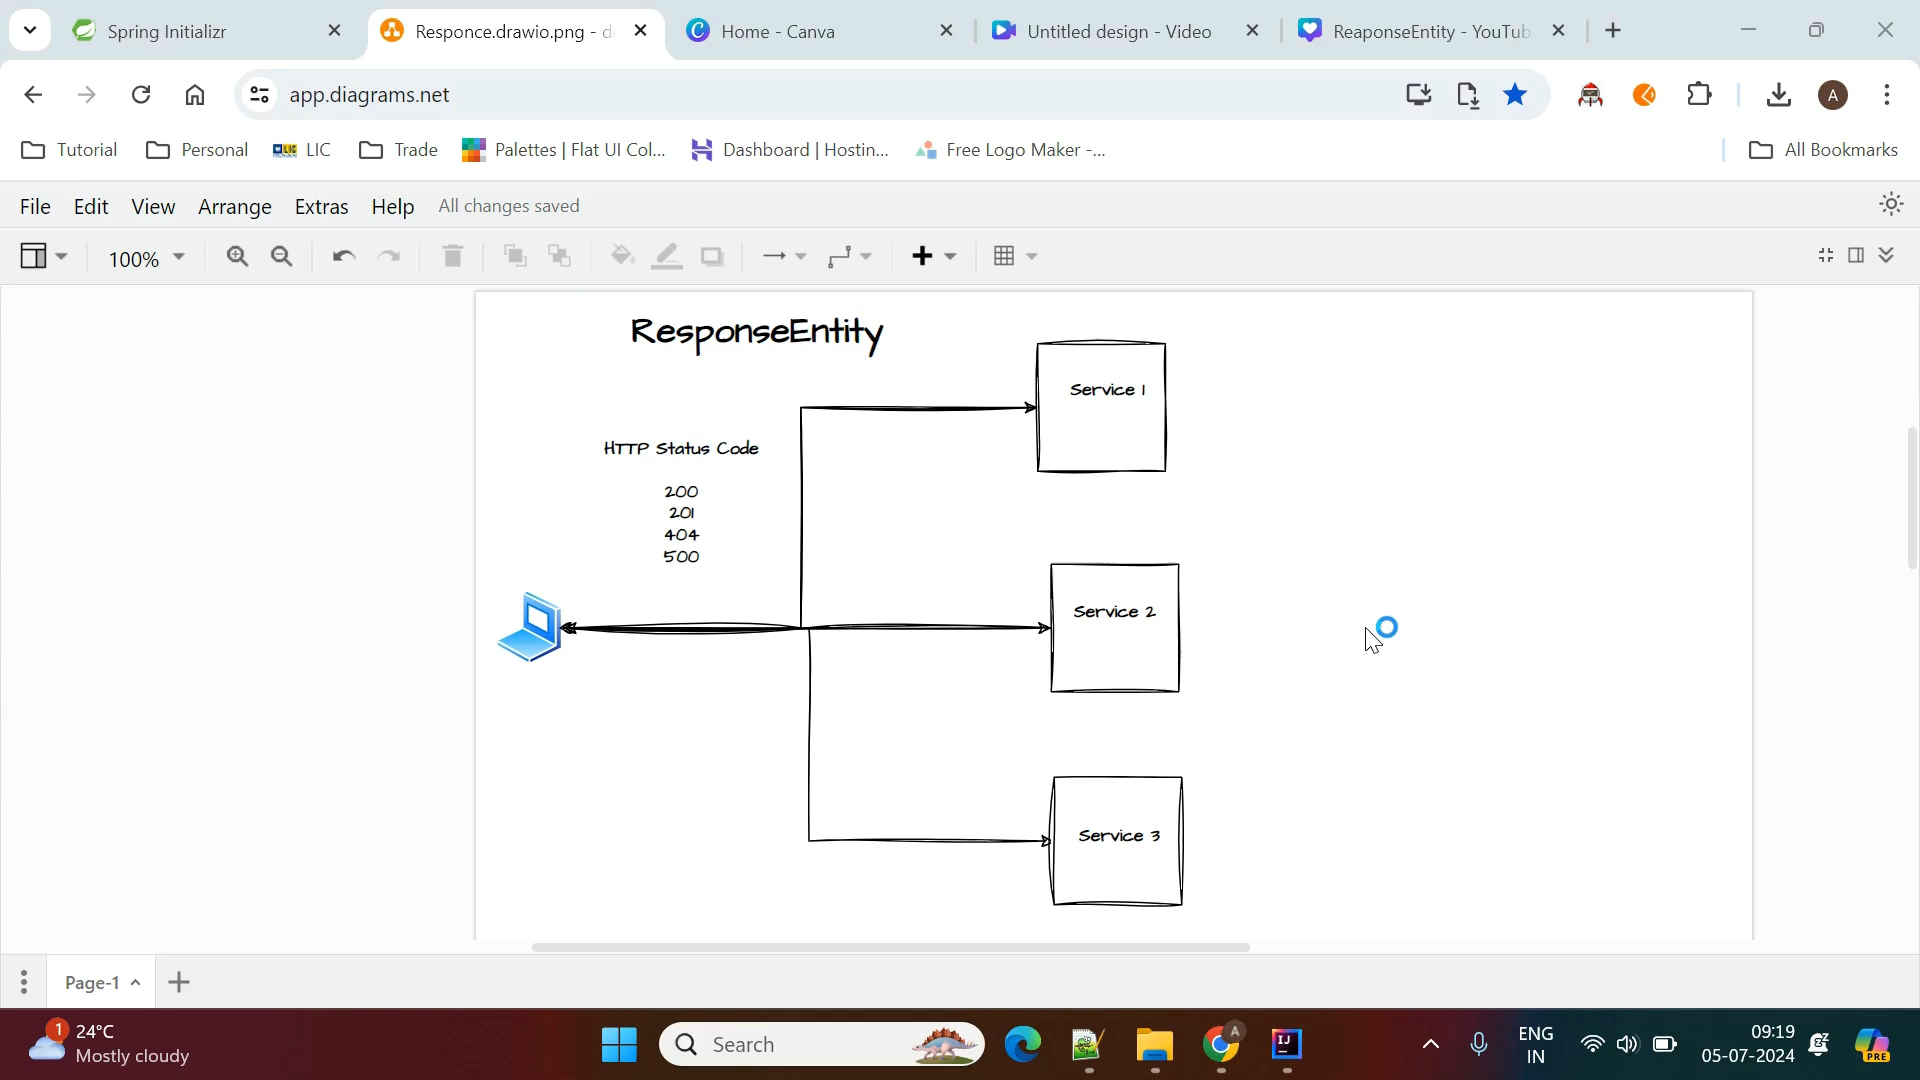 Spring Initializr
Responce.drawio.png - d
Home - Canva
Untitled design - Video
ReaponseEntity - YouTub
app.diagrams.net
A
Tutorial
Personal
LIC
Trade
Palettes | Flat UI Col...
Dashboard | Hostin...
Free Logo Maker -...
All Bookmarks
File
Edit
View
Arrange
Extras
Help
All changes saved
100%
ResponseEntity
Service 1
HTTP Status Code
200
201
404
500
Service 2
Service 3
Page-1
1
24°C
Mostly cloudy
Search
A
IJ
ENG
IN
09:19
05-07-2024
PRE